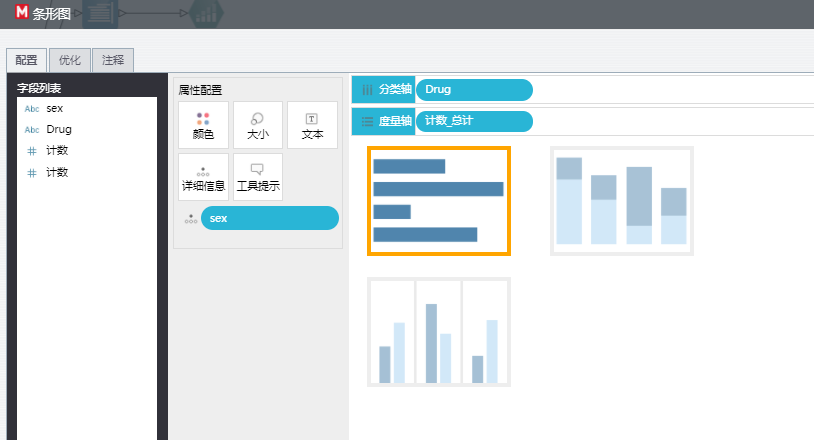 M 条形图
配置 优化 注释
字段列表
Abc sex
Abc Drug
# 计数
# 计数
属性配置
颜色 大小 T 文本
详细信息 工具提示
sex
分类轴 Drug
度量轴 计数_总计